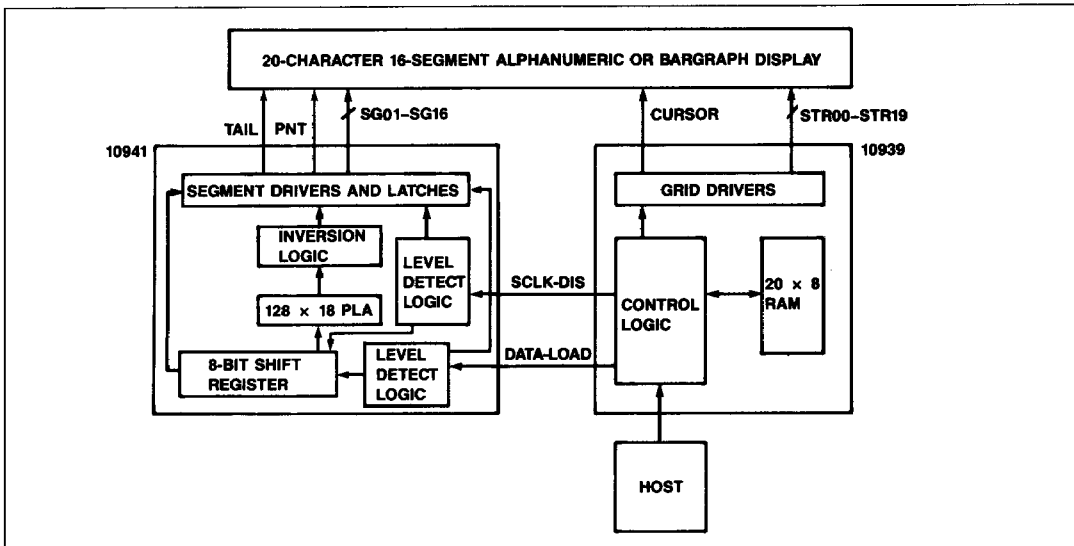 20-CHARACTER 16-SEGMENT ALPHANUMERIC OR BARGRAPH DISPLAY
TAIL
PNT
SG01–SG16
CURSOR
STR00–STR19
10941
SEGMENT DRIVERS AND LATCHES
INVERSION
LOGIC
LEVEL
DETECT
LOGIC
128 × 18 PLA
8-BIT SHIFT
REGISTER
LEVEL
DETECT
LOGIC
SCLK-DIS
DATA-LOAD
10939
GRID DRIVERS
CONTROL
LOGIC
20 × 8
RAM
HOST